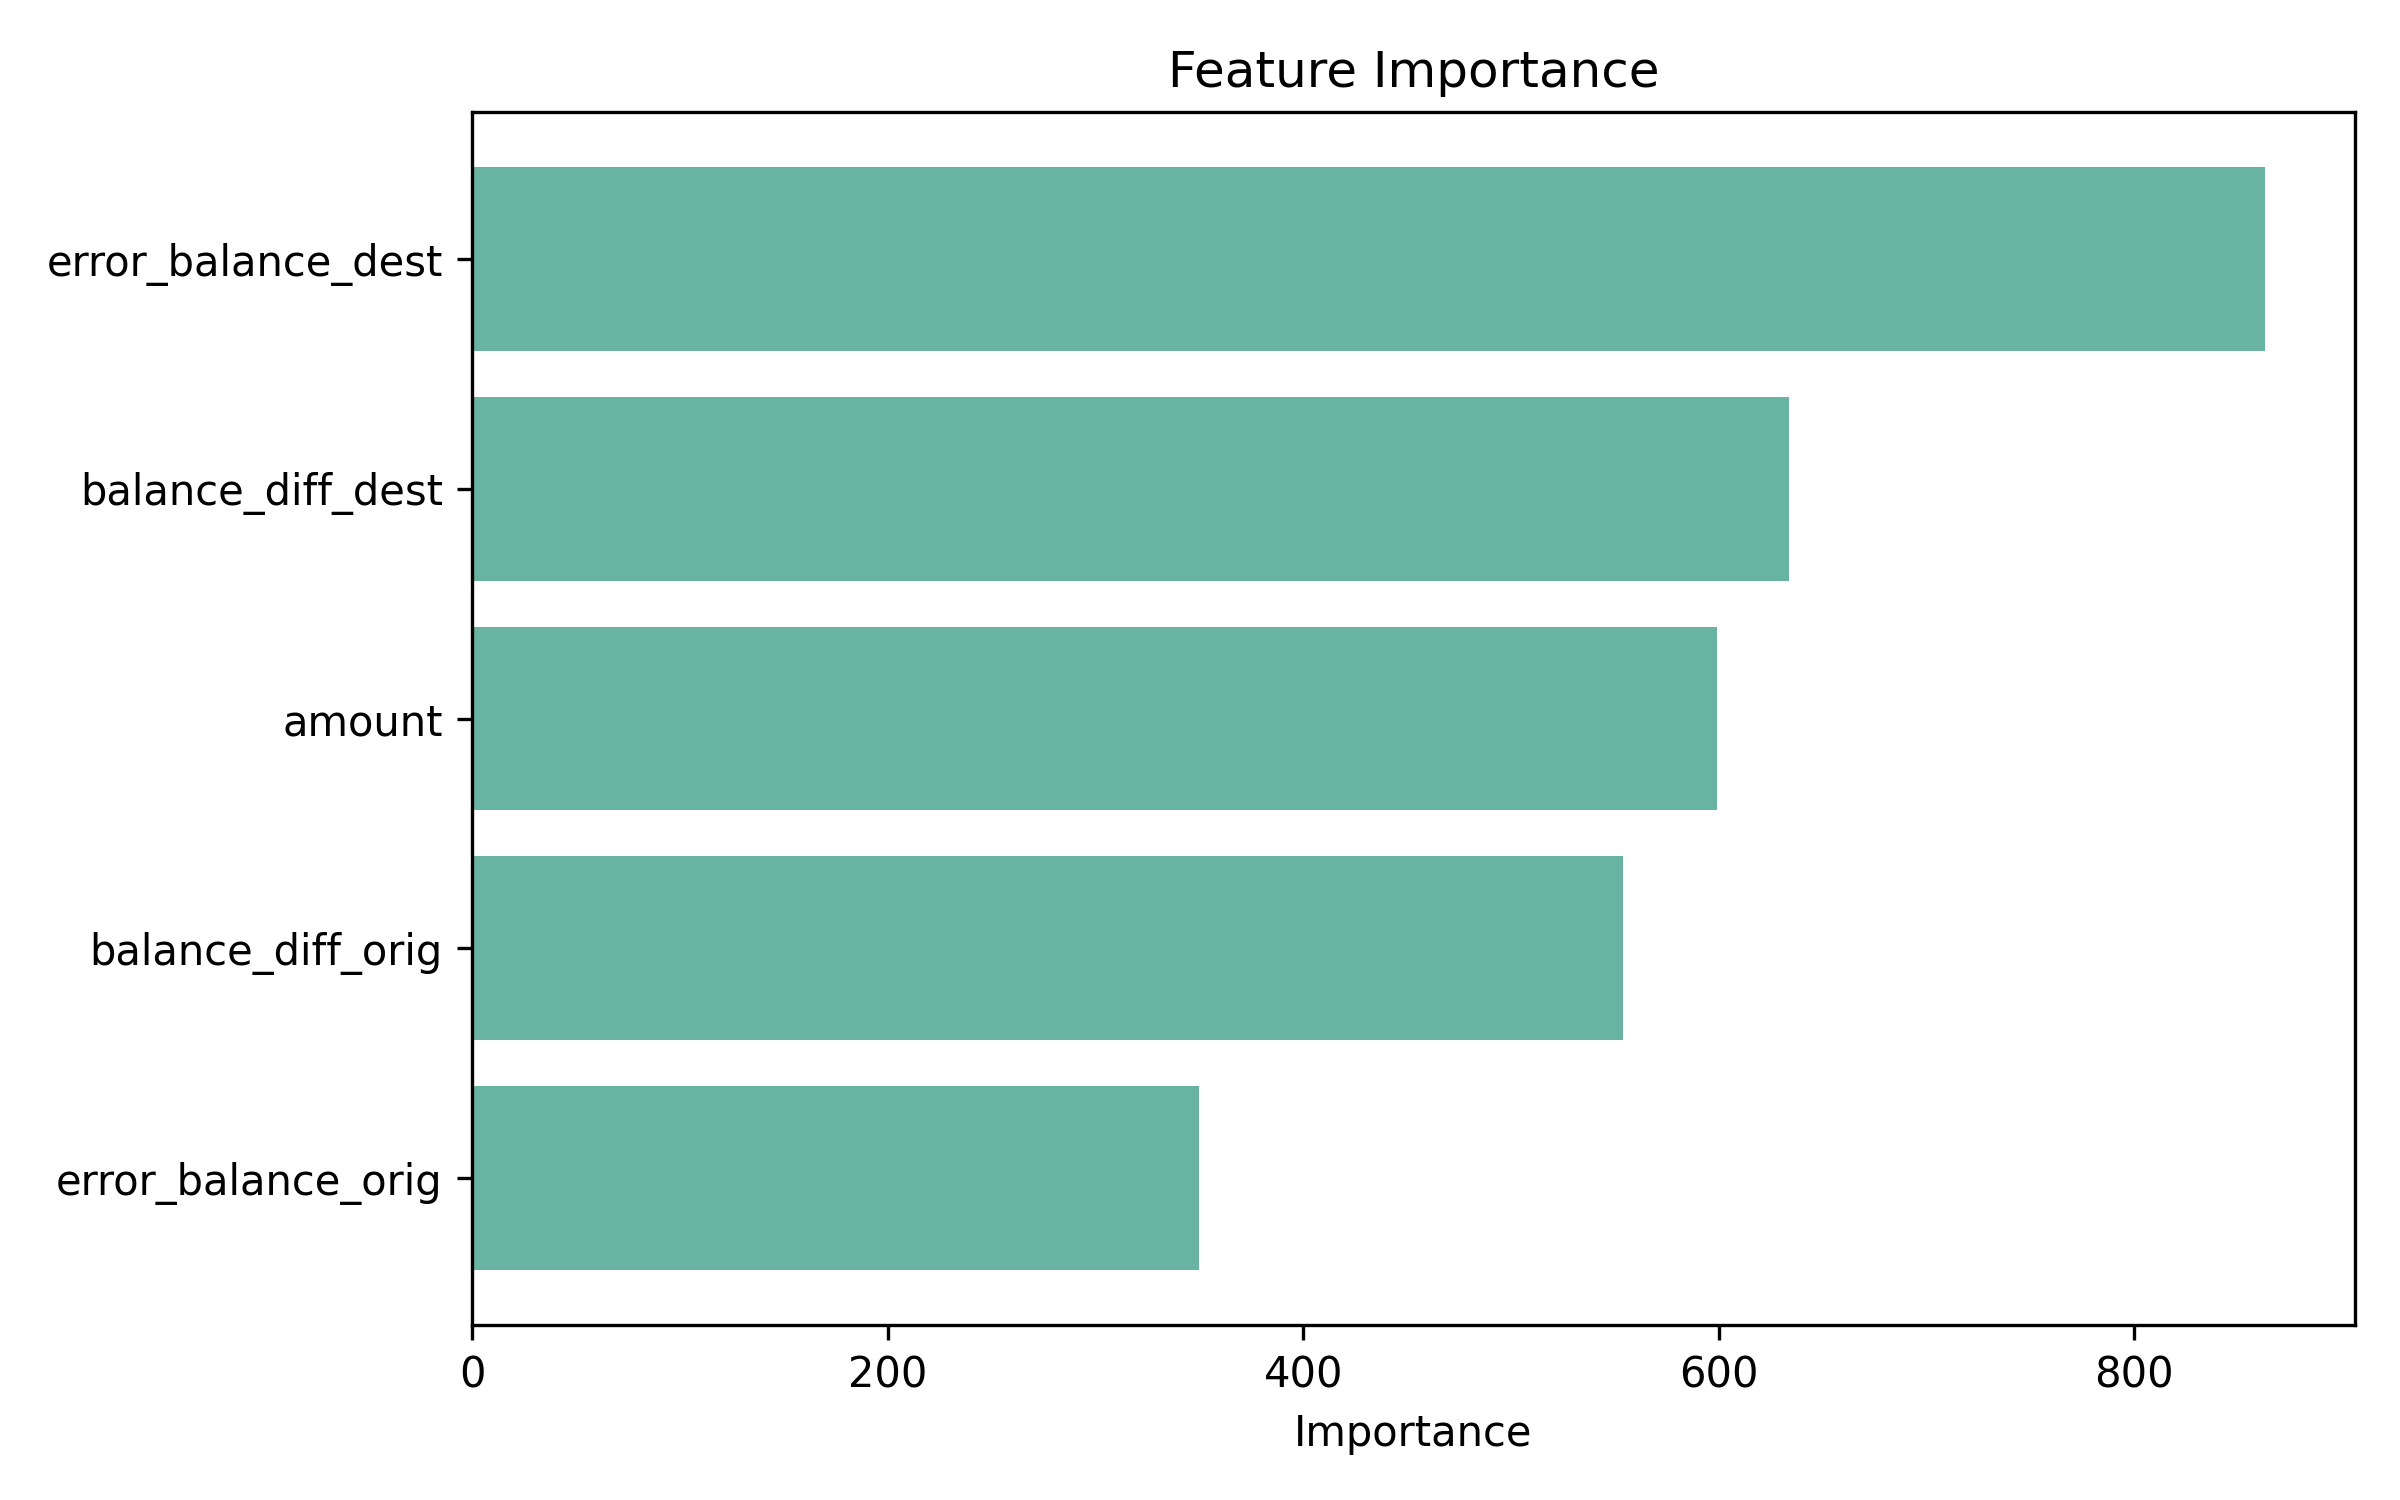 Feature Importance
error_balance_dest
balance_diff_dest
amount
balance_diff_orig
error_balance_orig
0 200 400 600 800
Importance